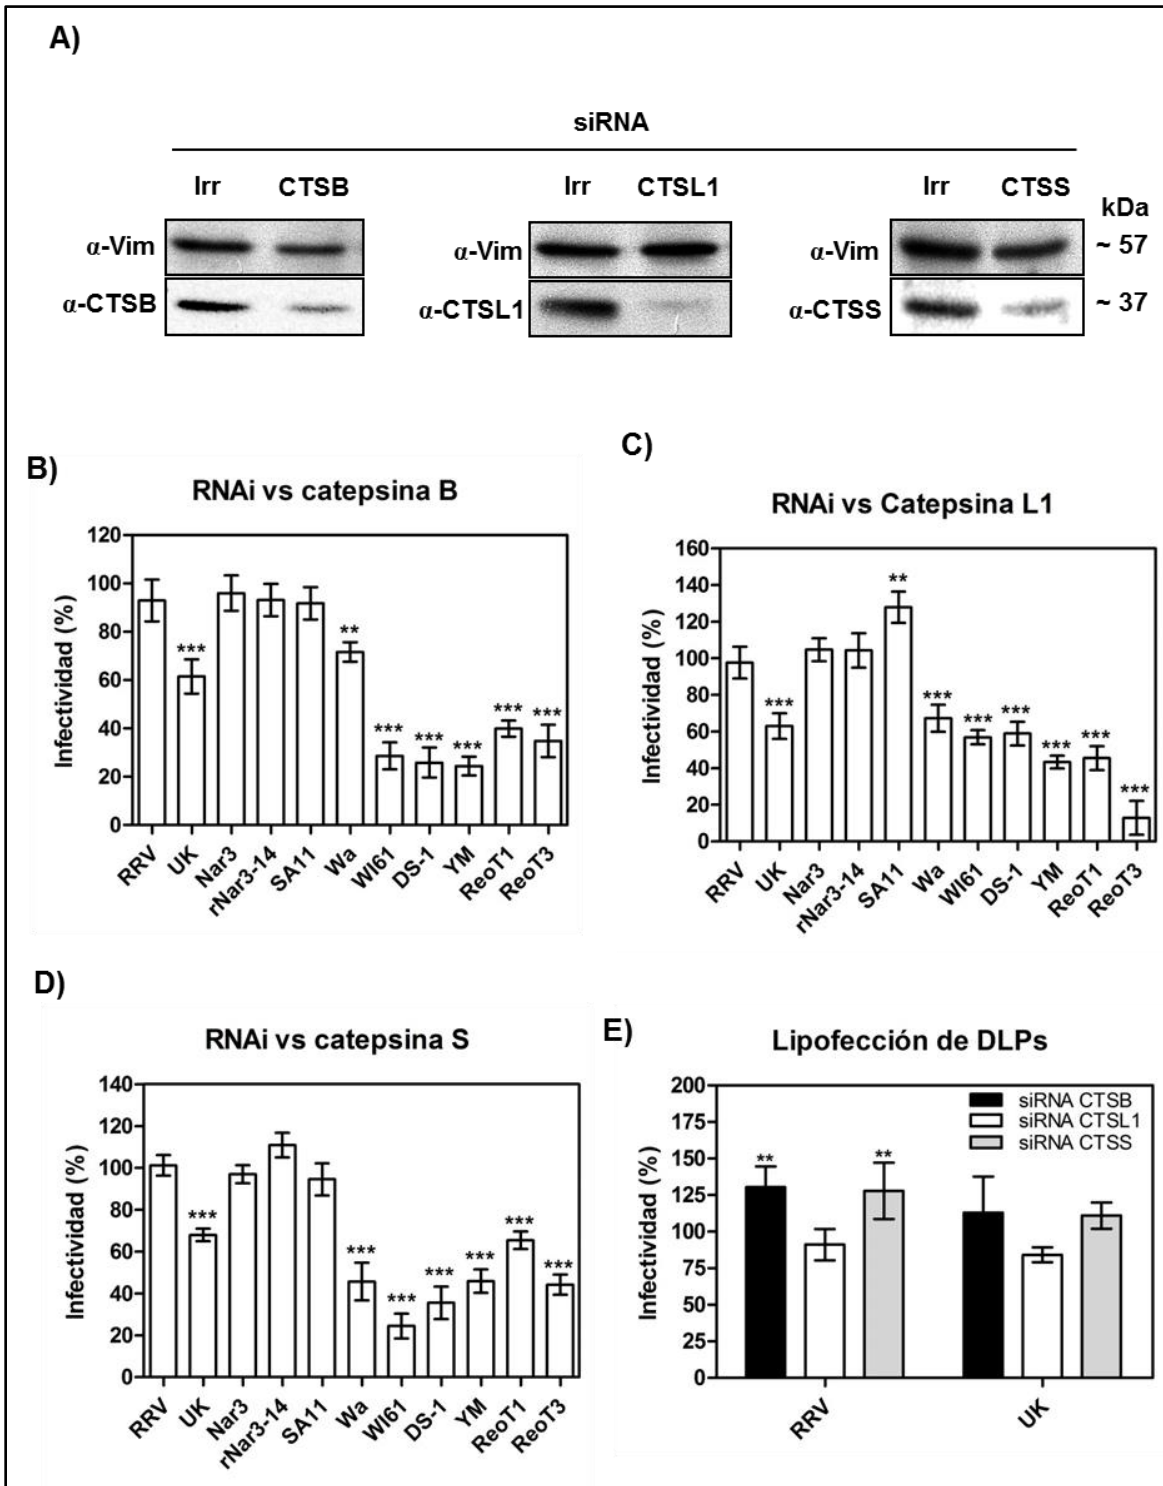 A)
siRNA
Irr CTSB Irr CTSL1 Irr CTSS kDa
α-Vim α-Vim α-Vim ~ 57
α-CTSB α-CTSL1 α-CTSS ~ 37
B)
RNAi vs catepsina B
Infectividad (%)
120
100
80
60
40
20
0
*** ** *** *** *** *** ***
RRV UK Nar3 rNar3-14 SA11 Wa WI61 DS-1 YM ReoT1 ReoT3
C)
RNAi vs Catepsina L1
Infectividad (%)
160
140
120
100
80
60
40
20
0
*** ** *** *** *** *** *** ***
RRV UK Nar3 rNar3-14 SA11 Wa WI61 DS-1 YM ReoT1 ReoT3
D)
RNAi vs catepsina S
Infectividad (%)
140
120
100
80
60
40
20
0
*** *** *** *** *** *** ***
RRV UK Nar3 rNar3-14 SA11 Wa WI61 DS-1 YM ReoT1 ReoT3
E)
Lipofección de DLPs
Infectividad (%)
200
175
150
125
100
75
50
25
0
siRNA CTSB
siRNA CTSL1
siRNA CTSS
** **
RRV UK